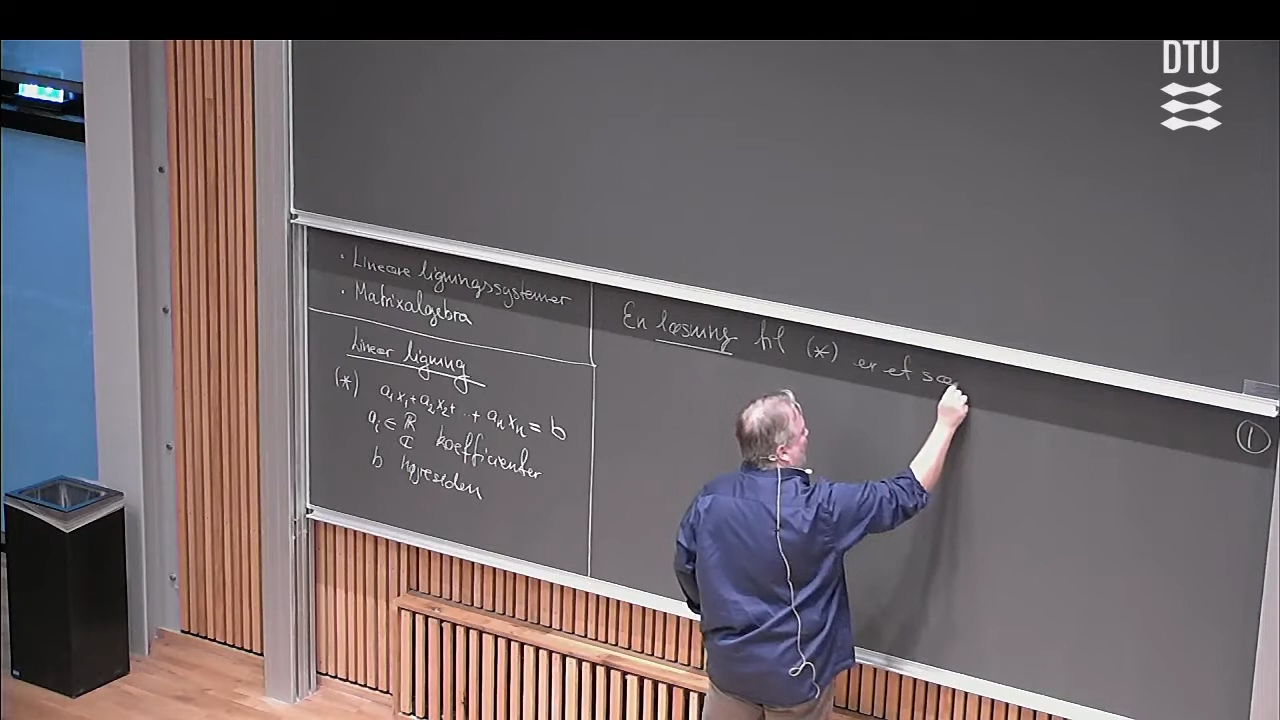 DTU
· Lineære ligningssystemer
· Matrixalgebra
Lineær ligning
(*) a₁x₁+a₂x₂+...+aₙxₙ = b
aᵢ ∈ ℝ
ℂ koefficienter
b højresiden
En løsning til (*) er et sæ
①